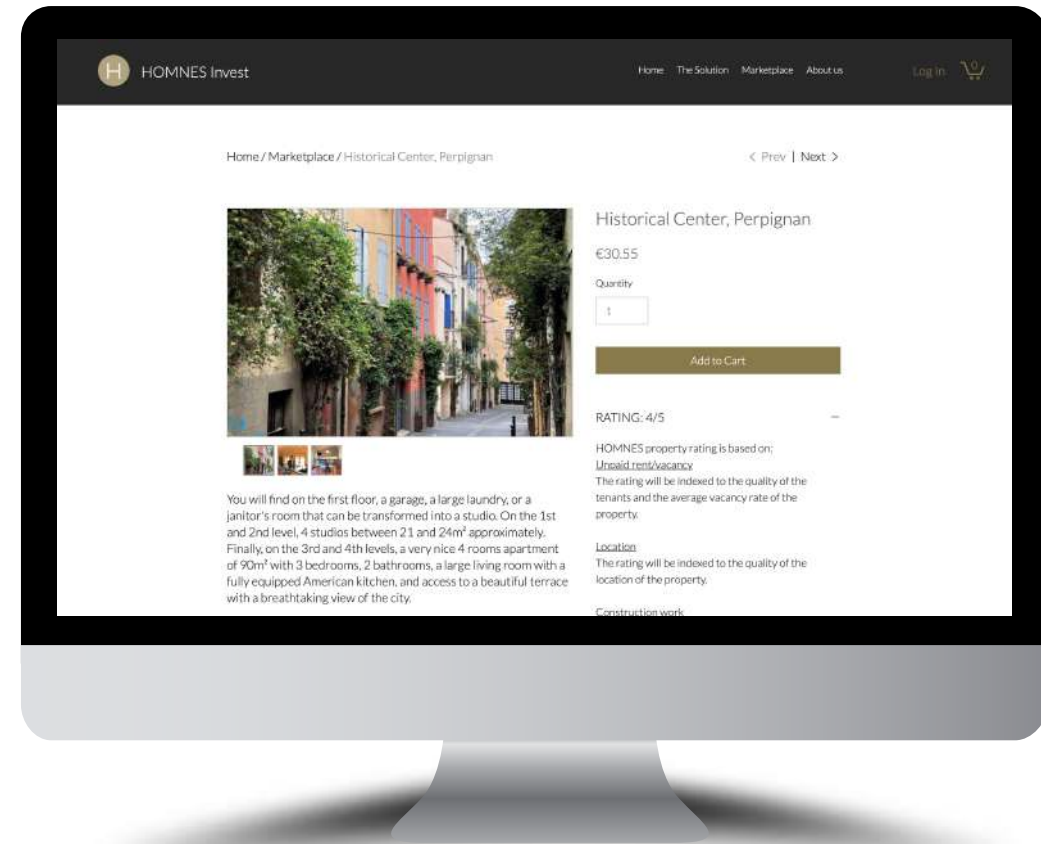 H HOMNES Invest
Home The Solution Marketplace About us
Log In 0
Home / Marketplace / Historical Center, Perpignan
< Prev | Next >
Historical Center, Perpignan
€30.55
Quantity
1
Add to Cart
RATING: 4/5
HOMNES property rating is based on:
Unpaid rent/vacancy
The rating will be indexed to the quality of the
tenants and the average vacancy rate of the
property.
Location
The rating will be indexed to the quality of the
location of the property.
Construction work
You will find on the first floor, a garage, a large laundry, or a
janitor's room that can be transformed into a studio. On the 1st
and 2nd level, 4 studios between 21 and 24m² approximately.
Finally, on the 3rd and 4th levels, a very nice 4 rooms apartment
of 90m² with 3 bedrooms, 2 bathrooms, a large living room with a
fully equipped American kitchen, and access to a beautiful terrace
with a breathtaking view of the city.